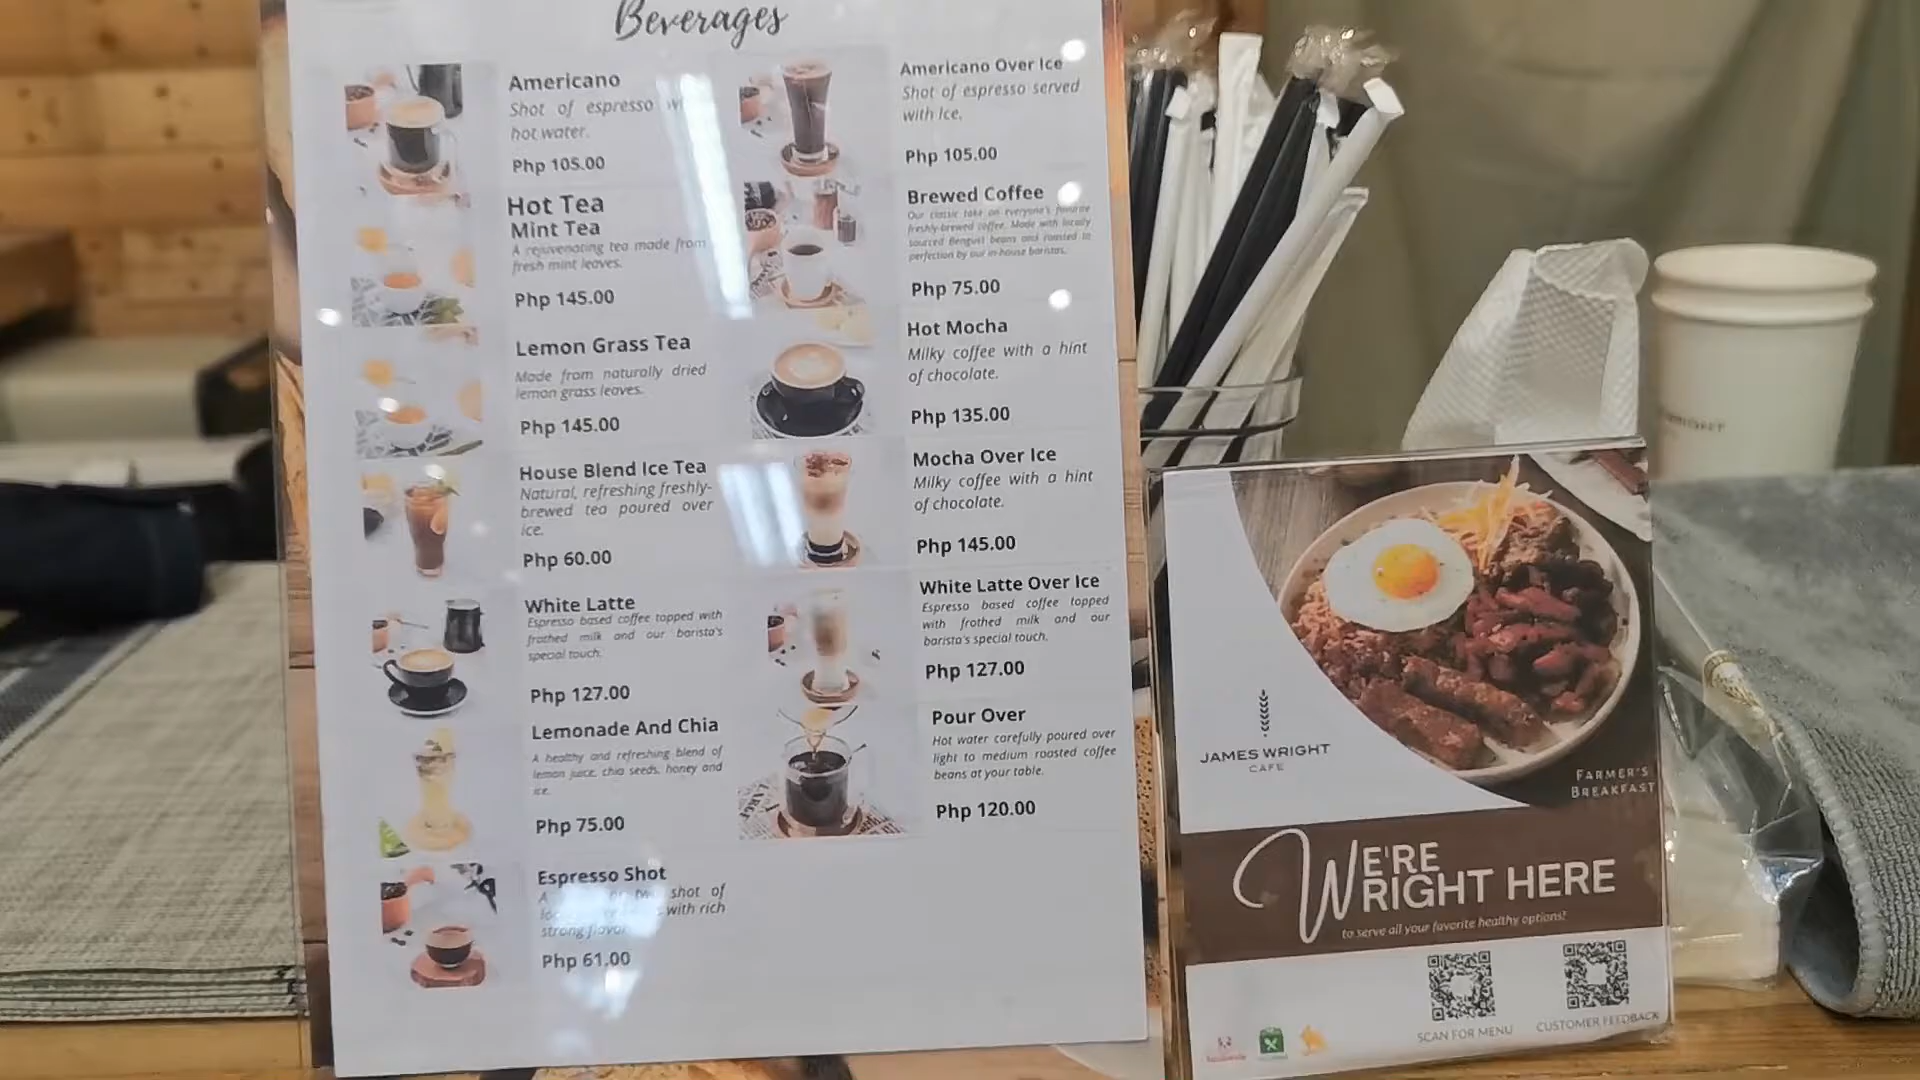 Beverages
Americano
Shot of espresso
hot water.
Php 105.00
Hot Tea
Mint Tea
A rejuvenating tea made from
fresh mint leaves.
Php 145.00
Lemon Grass Tea
Made from naturally dried
lemon grass leaves.
Php 145.00
House Blend Ice Tea
Natural, refreshing freshly-
brewed tea poured over
ice.
Php 60.00
White Latte
Espresso based coffee topped with
frothed milk and our barista's
special touch.
Php 127.00
Lemonade And Chia
A healthy and refreshing blend of
lemon juice, chia seeds, honey and
ice.
Php 75.00
Espresso Shot
A shot of
with rich
strong flavor
Php 61.00
Americano Over Ice
Shot of espresso served
with Ice.
Php 105.00
Brewed Coffee
Our classic take on everyone's favorite
freshly-brewed coffee. Made with locally
sourced Benguet beans and roasted to
perfection by our in-house baristas.
Php 75.00
Hot Mocha
Milky coffee with a hint
of chocolate.
Php 135.00
Mocha Over Ice
Milky coffee with a hint
of chocolate.
Php 145.00
White Latte Over Ice
Espresso based coffee topped
with frothed milk and our
barista's special touch.
Php 127.00
Pour Over
Hot water carefully poured over
light to medium roasted coffee
beans at your table.
Php 120.00
JAMES WRIGHT
CAFE
FARMER'S
BREAKFAST
WE'RE
RIGHT HERE
to serve all your favorite healthy options!
SCAN FOR MENU
CUSTOMER FEEDBACK